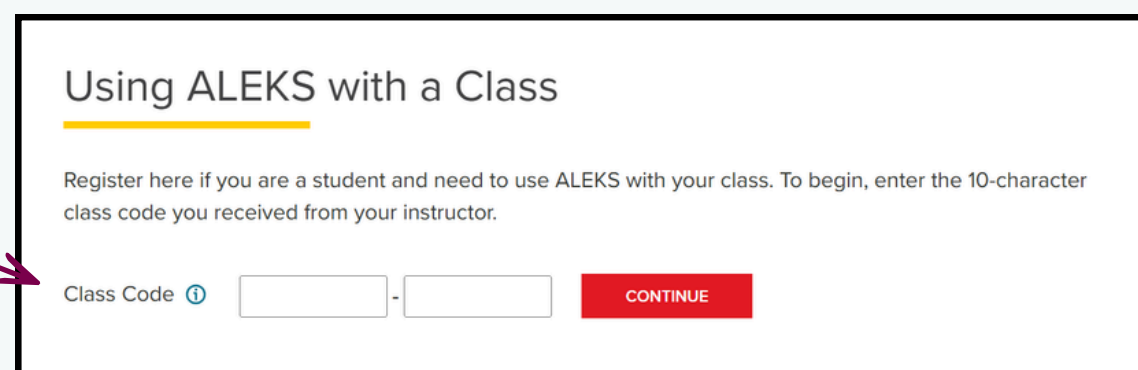 Using ALEKS with a Class
Register here if you are a student and need to use ALEKS with your class. To begin, enter the 10-character
class code you received from your instructor.
Class Code ⓘ - CONTINUE